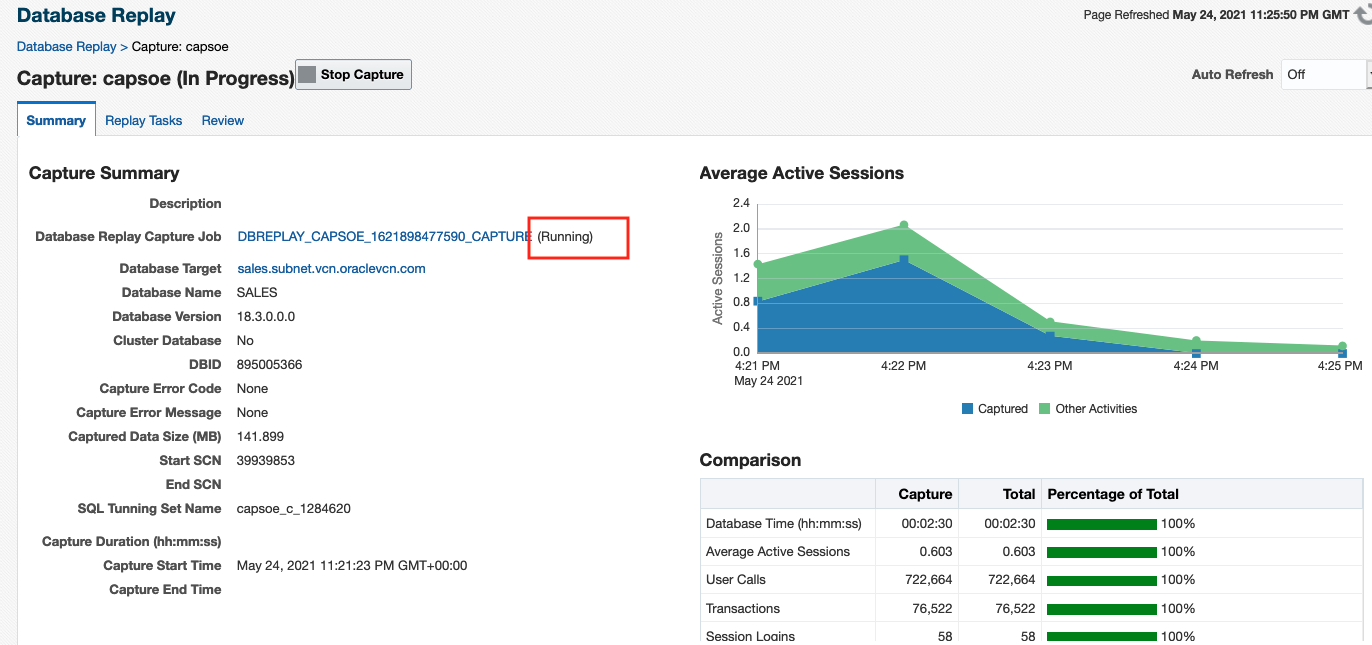 Database Replay
Page Refreshed May 24, 2021 11:25:50 PM GMT
Database Replay > Capture: capsoe
Capture: capsoe (In Progress) Stop Capture
Auto Refresh Off
Summary Replay Tasks Review
Capture Summary
Description
Database Replay Capture Job DBREPLAY_CAPSOE_1621898477590_CAPTURE (Running)
Database Target sales.subnet.vcn.oraclevcn.com
Database Name SALES
Database Version 18.3.0.0.0
Cluster Database No
DBID 895005366
Capture Error Code None
Capture Error Message None
Captured Data Size (MB) 141.899
Start SCN 39939853
End SCN
SQL Tunning Set Name capsoe_c_1284620
Capture Duration (hh:mm:ss)
Capture Start Time May 24, 2021 11:21:23 PM GMT+00:00
Capture End Time
Average Active Sessions
Active Sessions
2.4
2.0
1.6
1.2
0.8
0.4
0.0
4:21 PM 4:22 PM 4:23 PM 4:24 PM 4:25 PM
May 24 2021
Captured Other Activities
Comparison
Capture Total Percentage of Total
Database Time (hh:mm:ss) 00:02:30 00:02:30 100%
Average Active Sessions 0.603 0.603 100%
User Calls 722,664 722,664 100%
Transactions 76,522 76,522 100%
Session Logins 58 58 100%